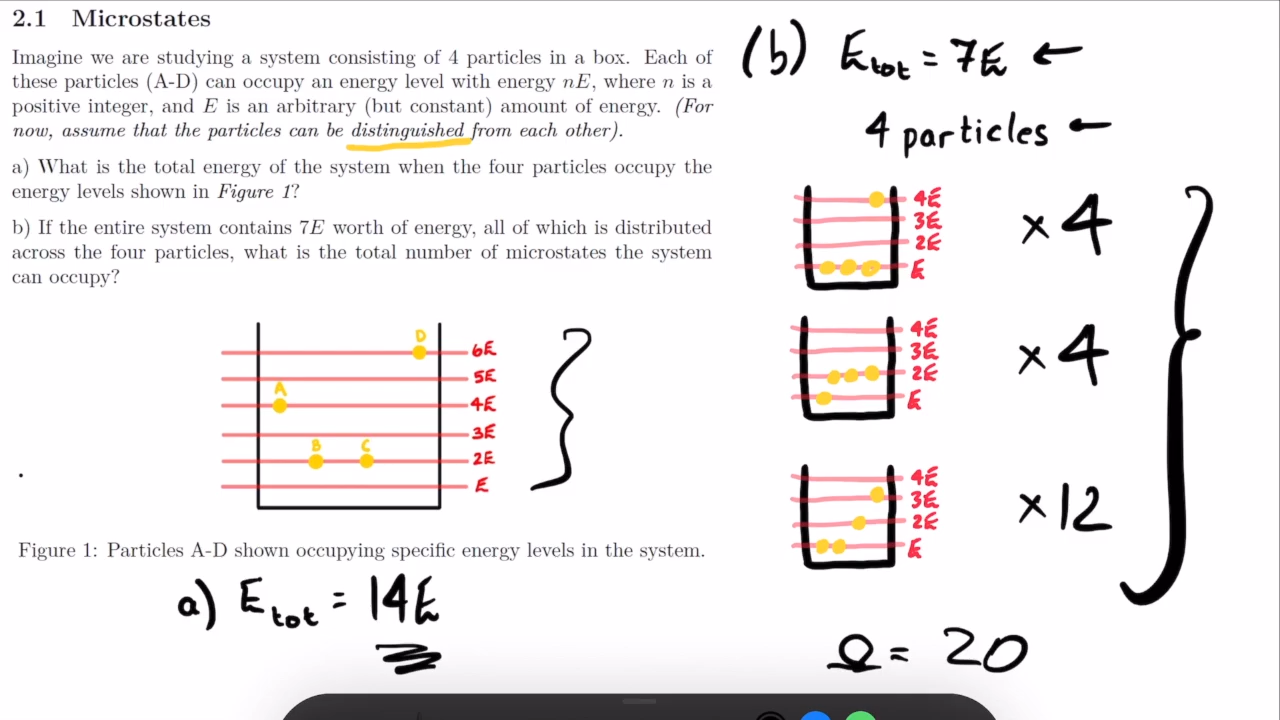 2.1 Microstates
Imagine we are studying a system consisting of 4 particles in a box. Each of
these particles (A-D) can occupy an energy level with energy nE, where n is a
positive integer, and E is an arbitrary (but constant) amount of energy. (For
now, assume that the particles can be distinguished from each other).
a) What is the total energy of the system when the four particles occupy the
energy levels shown in Figure 1?
b) If the entire system contains 7E worth of energy, all of which is distributed
across the four particles, what is the total number of microstates the system
can occupy?
D
6E
5E
A
4E
3E
B C
2E
E
Figure 1: Particles A-D shown occupying specific energy levels in the system.
a) E tot = 14E
(b) E tot = 7E ←
4 particles ←
4E
3E
2E
E
× 4
4E
3E
2E
E
× 4
4E
3E
2E
E
× 12
Ω = 20